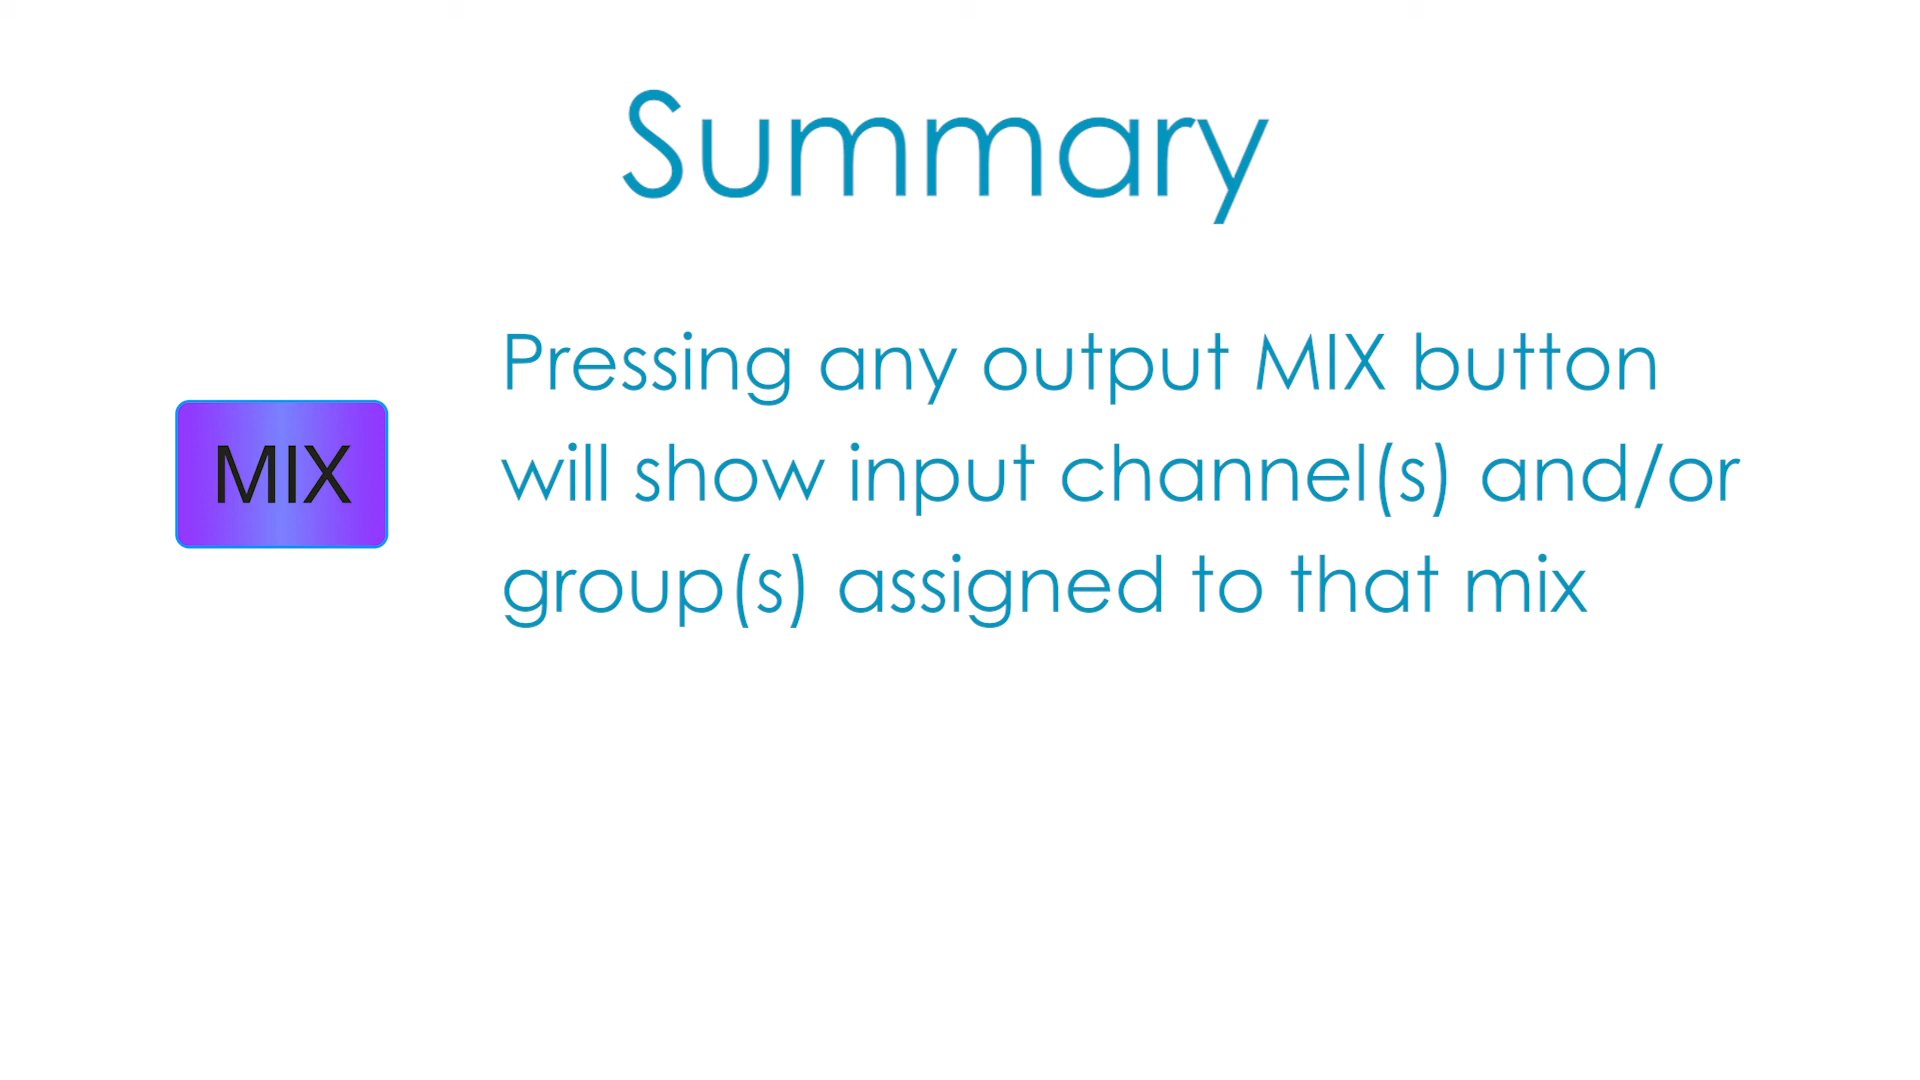 Summary
MIX
Pressing any output MIX button
will show input channel(s) and/or
group(s) assigned to that mix